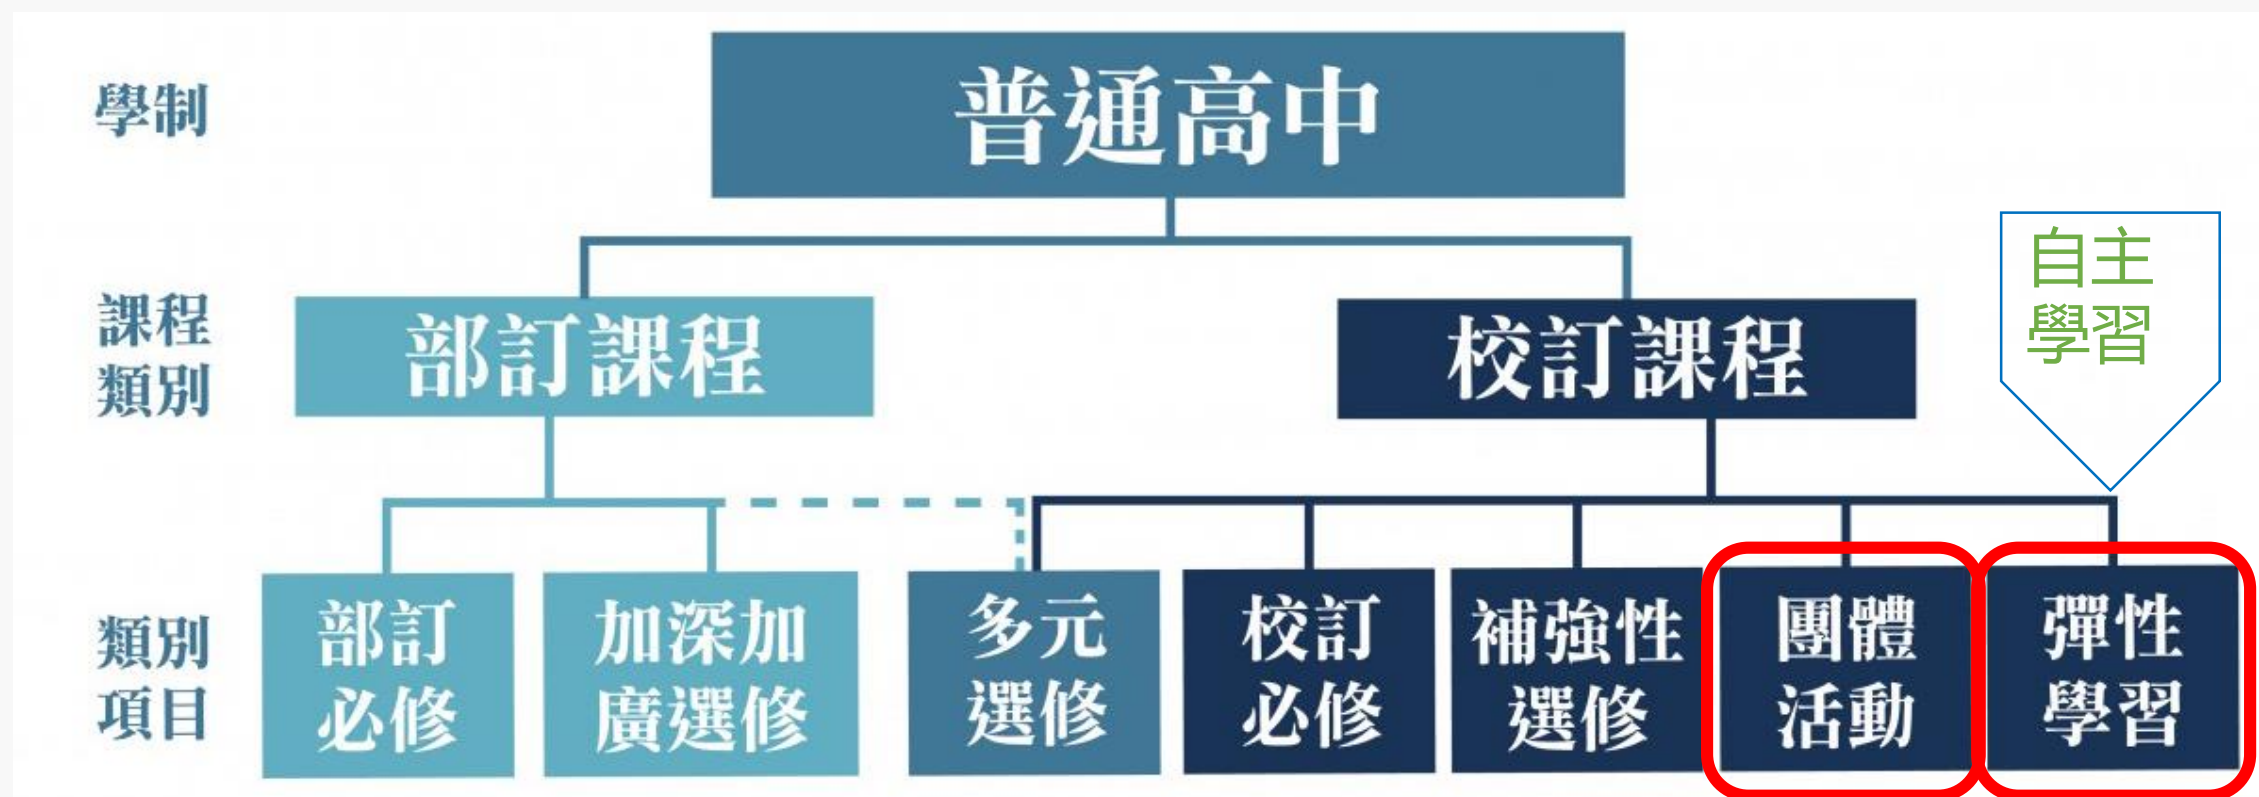 學制
普通高中
自主
學習
課程
類別
部訂課程
校訂課程
類別
項目
部訂
必修
加深加
廣選修
多元
選修
校訂
必修
補強性
選修
團體
活動
彈性
學習